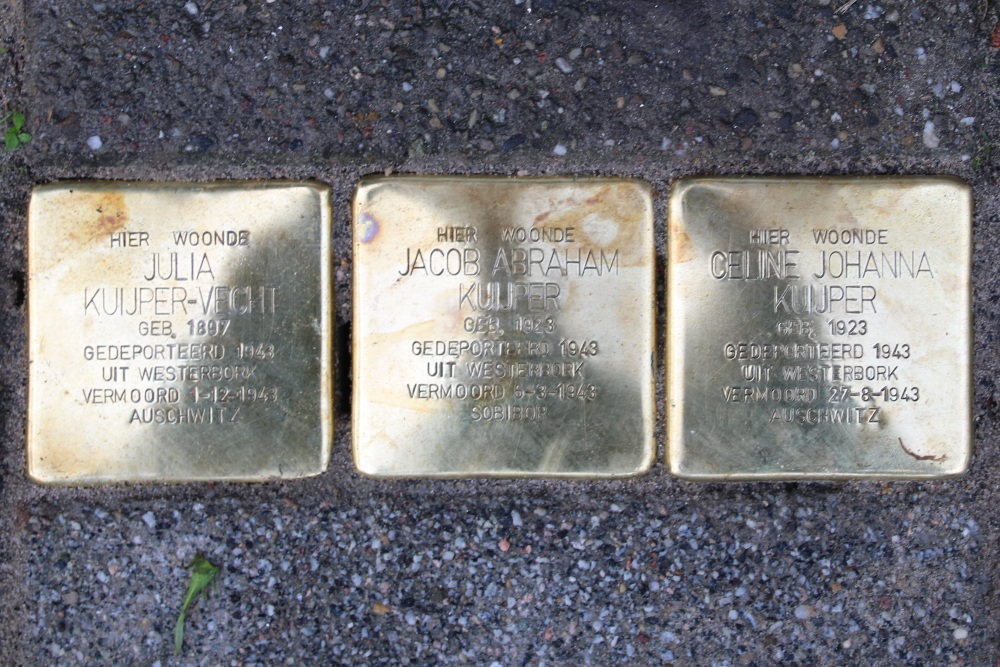 HIER WOONDE
JULIA
KUIJPER-VECHT
GEB. 1897
GEDEPORTEERD 1943
UIT WESTERBORK
VERMOORD 1-12-1943
AUSCHWITZ
HIER WOONDE
JACOB ABRAHAM
KUIJPER
GEB. 1923
GEDEPORTEERD 1943
UIT WESTERBORK
VERMOORD 5-3-1943
SOBIBOR
HIER WOONDE
CELINE JOHANNA
KUIJPER
GEB. 1923
GEDEPORTEERD 1943
UIT WESTERBORK
VERMOORD 27-8-1943
AUSCHWITZ